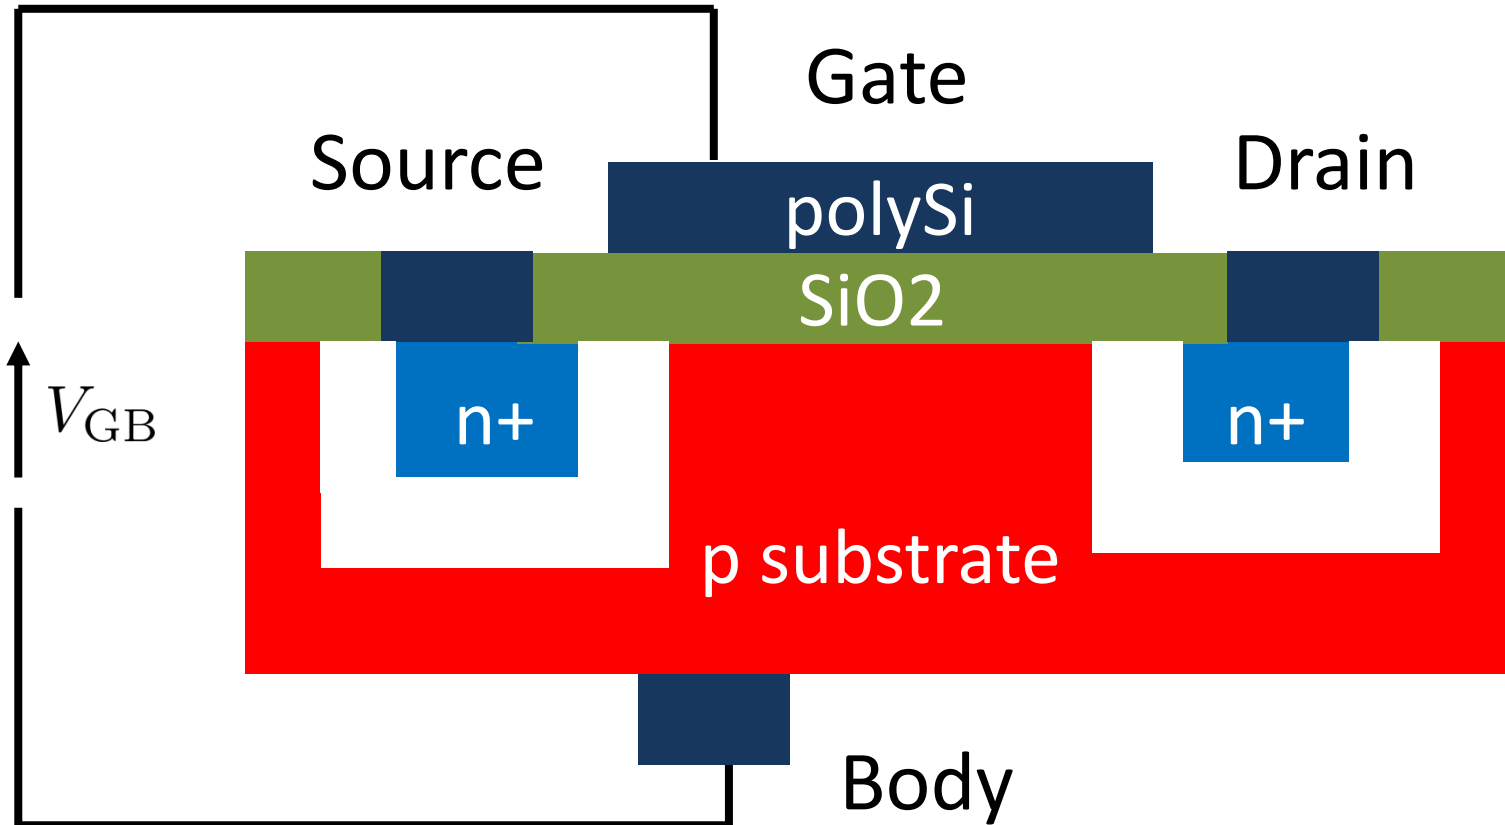 Gate
Source
Drain
polySi
SiO2
V_GB
n+
n+
p substrate
Body